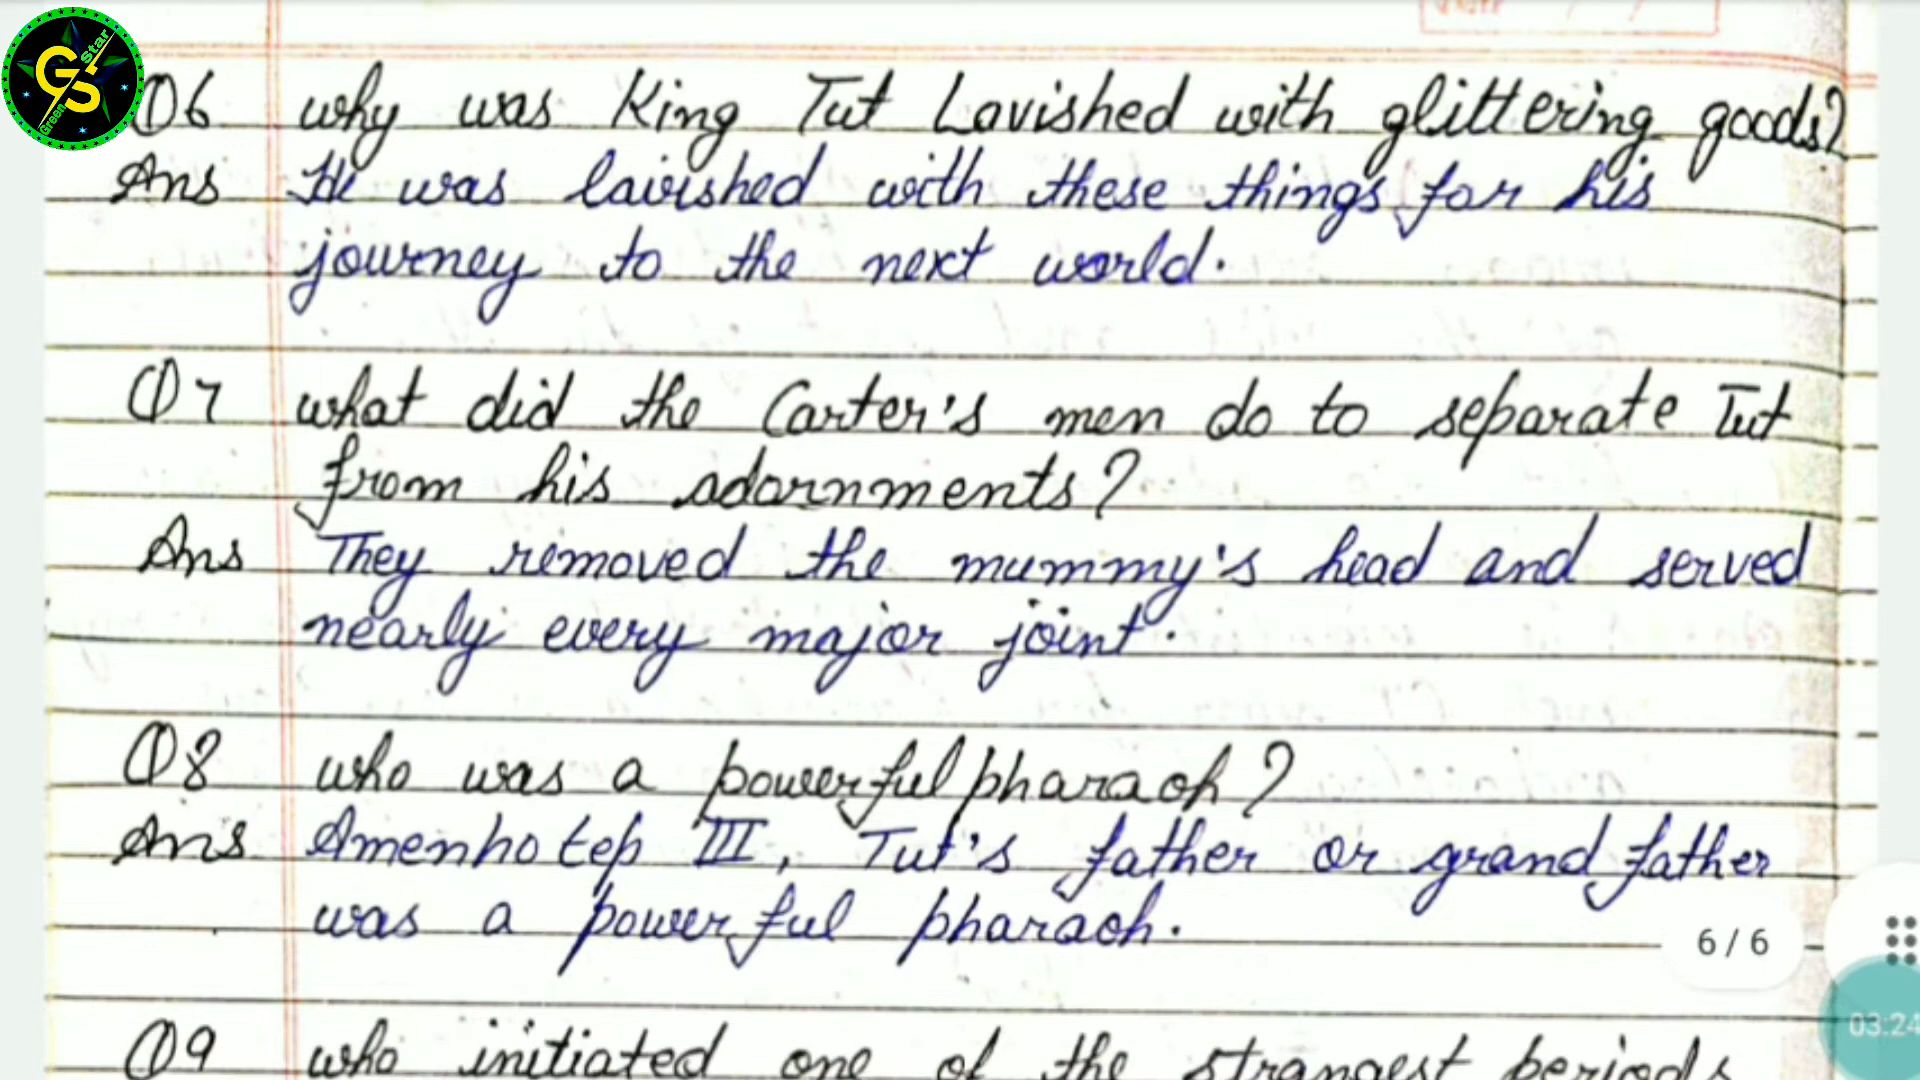 GS
Green Star
Q6 why was King Tut Lavished with glittering goods?
Ans He was lavished with these things for his
journey to the next world.
Q7 what did the Carter's men do to separate Tut
from his adornments?
Ans They removed the mummy's head and served
nearly every major joint.
Q8 who was a powerful pharaoh?
Ans Amenhotep III, Tut's father or grand father
was a powerful pharaoh.
6 / 6
03:24
Q9 who initiated one of the strangest periods